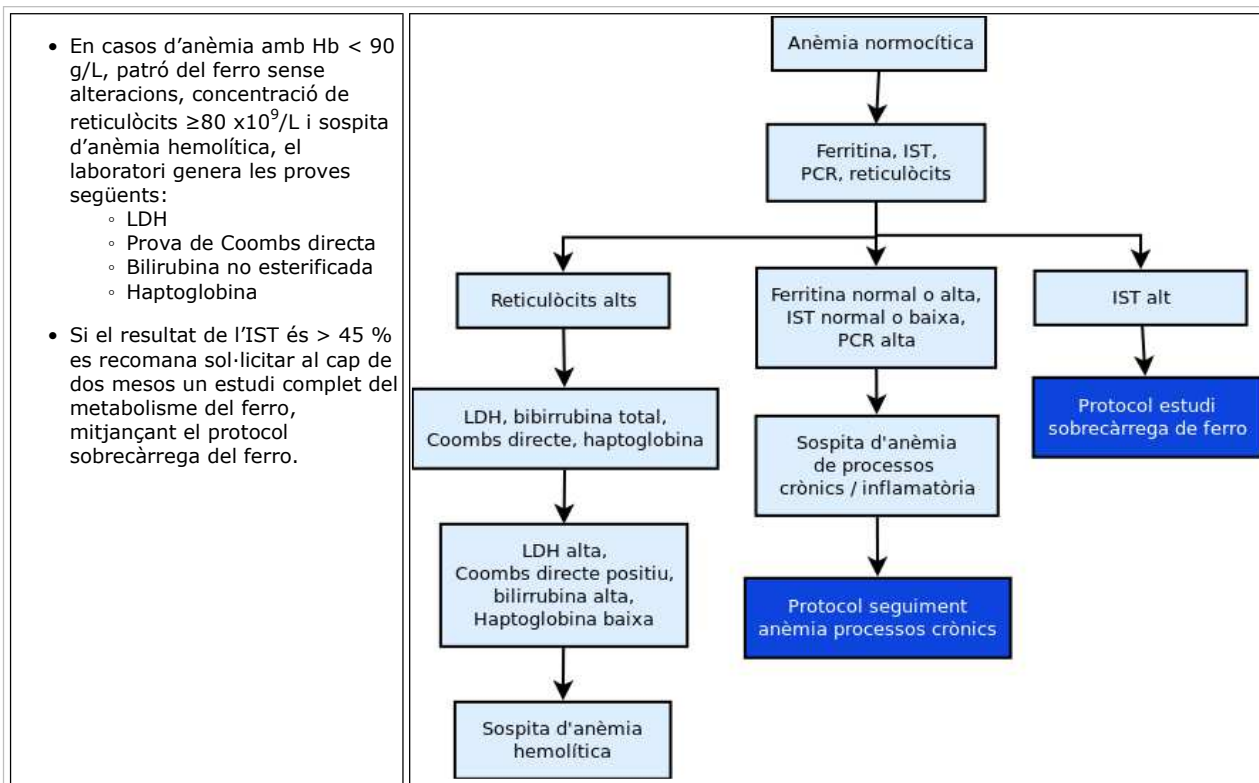 • En casos d’anèmia amb Hb < 90
g/L, patró del ferro sense
alteracions, concentració de
reticulòcits ≥80 x10⁹/L i sospita
d’anèmia hemolítica, el
laboratori genera les proves
següents:
◦ LDH
◦ Prova de Coombs directa
◦ Bilirubina no esterificada
◦ Haptoglobina
• Si el resultat de l’IST és > 45 %
es recomana sol·licitar al cap de
dos mesos un estudi complet del
metabolisme del ferro,
mitjançant el protocol
sobrecàrrega del ferro.
Anèmia normocítica
Ferritina, IST,
PCR, reticulòcits
Reticulòcits alts
Ferritina normal o alta,
IST normal o baixa,
PCR alta
IST alt
LDH, bibirrubina total,
Coombs directe, haptoglobina
Sospita d'anèmia
de processos
crònics / inflamatòria
Protocol estudi
sobrecàrrega de ferro
LDH alta,
Coombs directe positiu,
bilirrubina alta,
Haptoglobina baixa
Protocol seguiment
anèmia processos crònics
Sospita d'anèmia
hemolítica